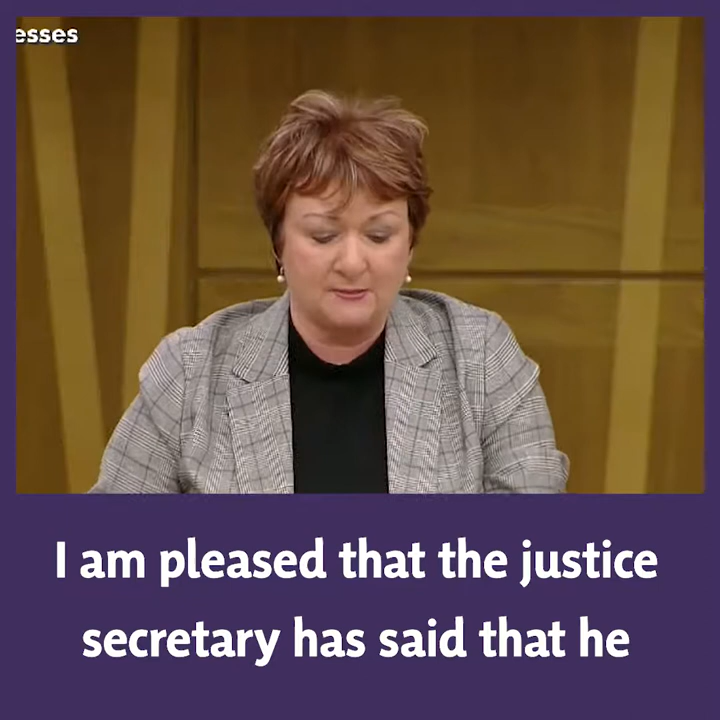 esses
I am pleased that the justice
secretary has said that he